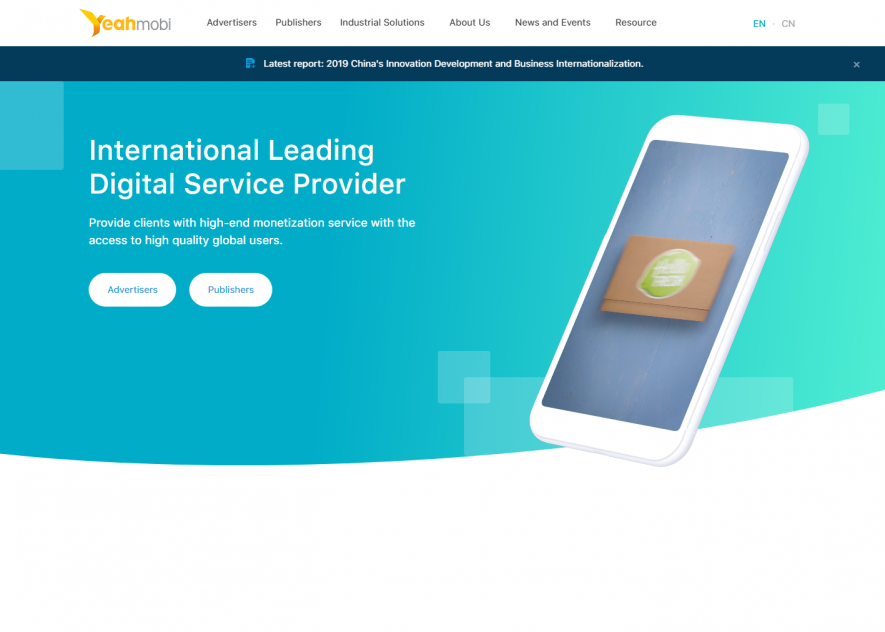 Yeahmobi
Advertisers
Publishers
Industrial Solutions
About Us
News and Events
Resource
EN · CN
Latest report: 2019 China's Innovation Development and Business Internationalization.
×
International Leading
Digital Service Provider
Provide clients with high-end monetization service with the
access to high quality global users.
Advertisers
Publishers